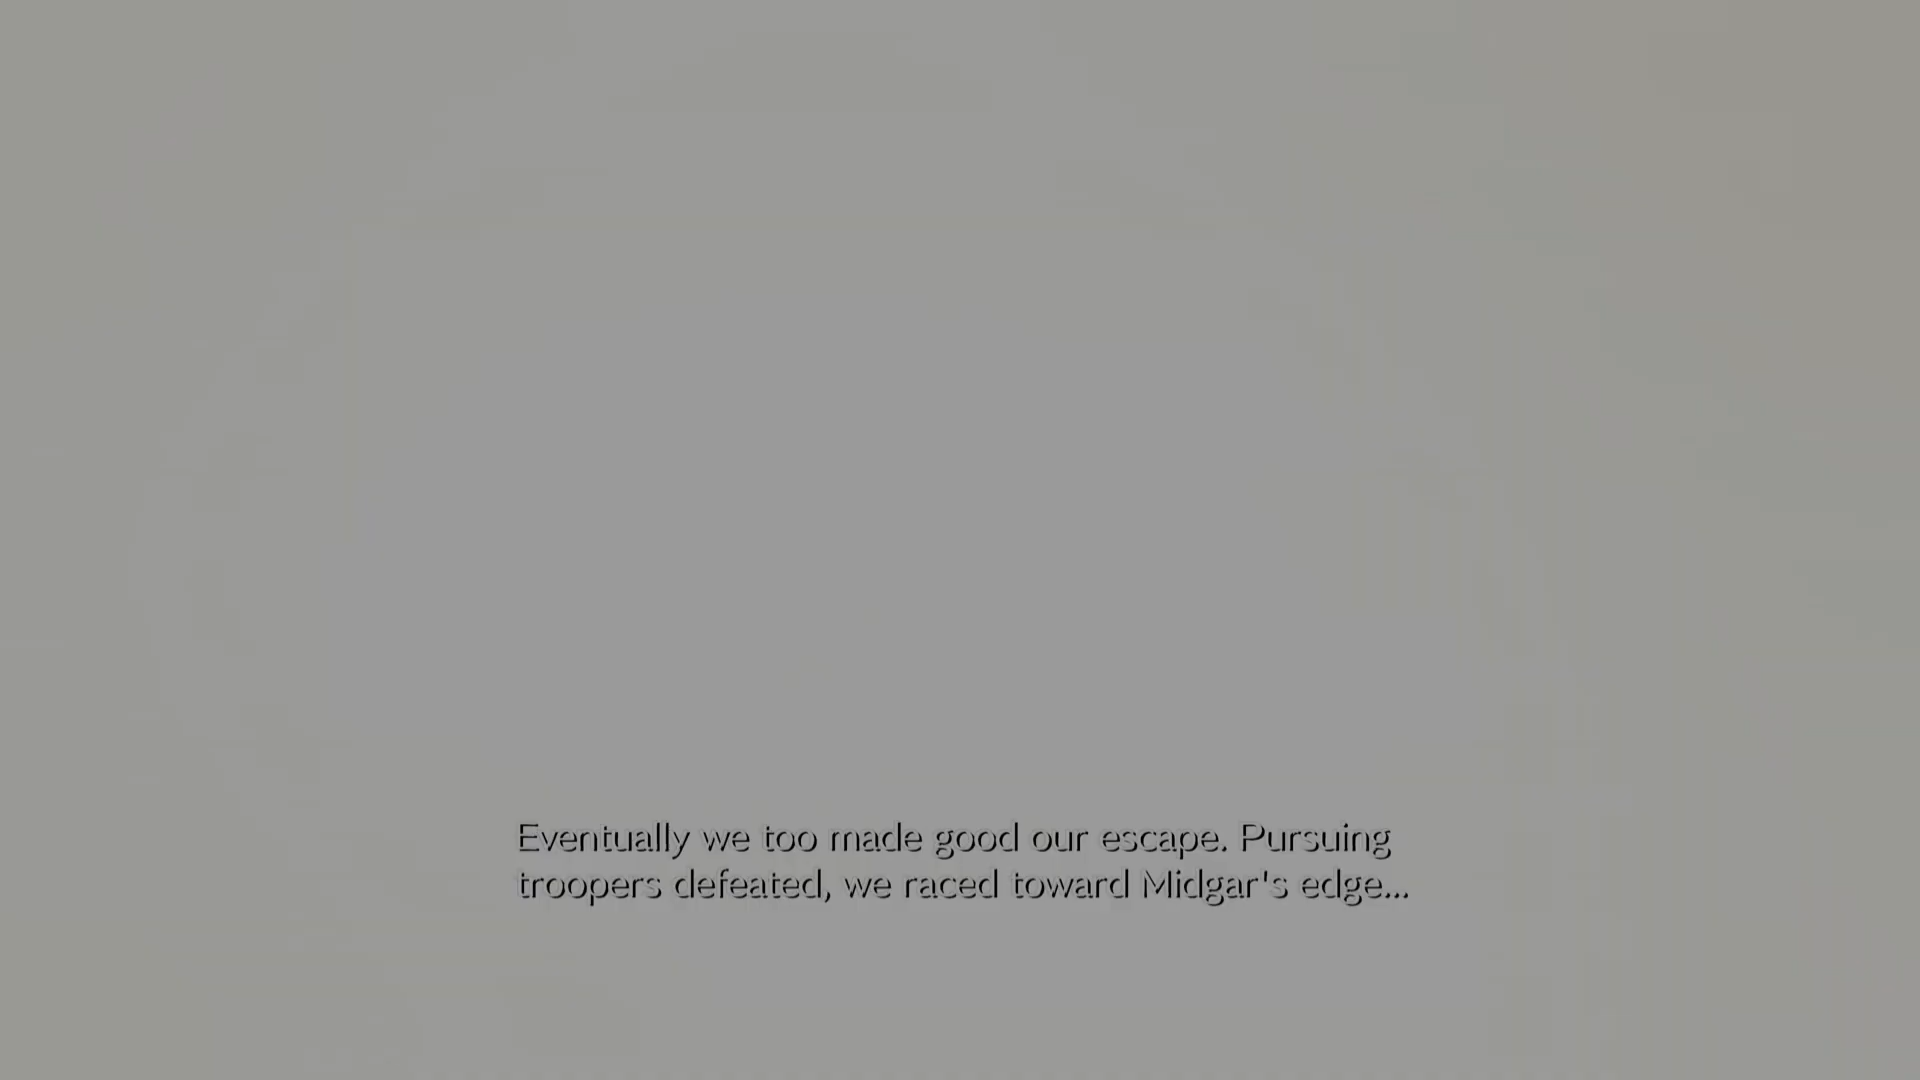 Eventually we too made good our escape. Pursuing
troopers defeated, we raced toward Midgar's edge...